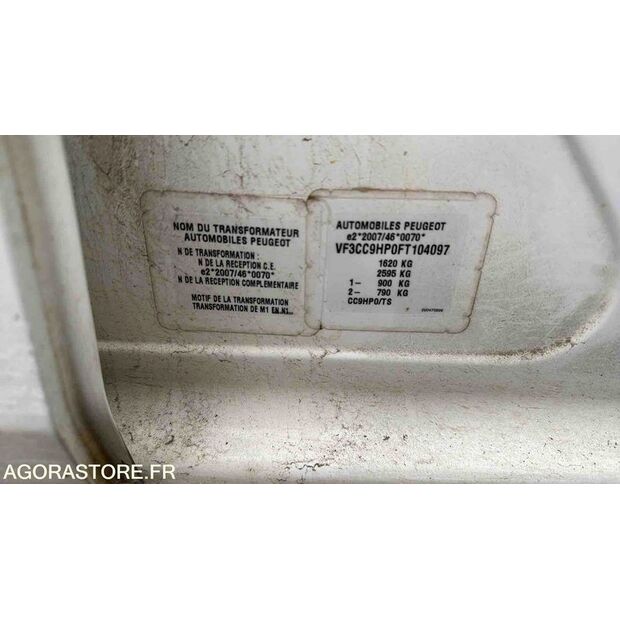 NOM DU TRANSFORMATEUR
AUTOMOBILES PEUGEOT
N DE TRANSFORMATION :
N DE LA RECEPTION C.E.
e2*2007/46*0070*
N DE LA RECEPTION COMPLEMENTAIRE
MOTIF DE LA TRANSFORMATION
TRANSFORMATION DE M1 EN N1
AUTOMOBILES PEUGEOT
e2*2007/46*0070*
VF3CC9HP0FT104097
1620 KG
2595 KG
1- 900 KG
2- 790 KG
CC9HP0/TS
AGORASTORE.FR